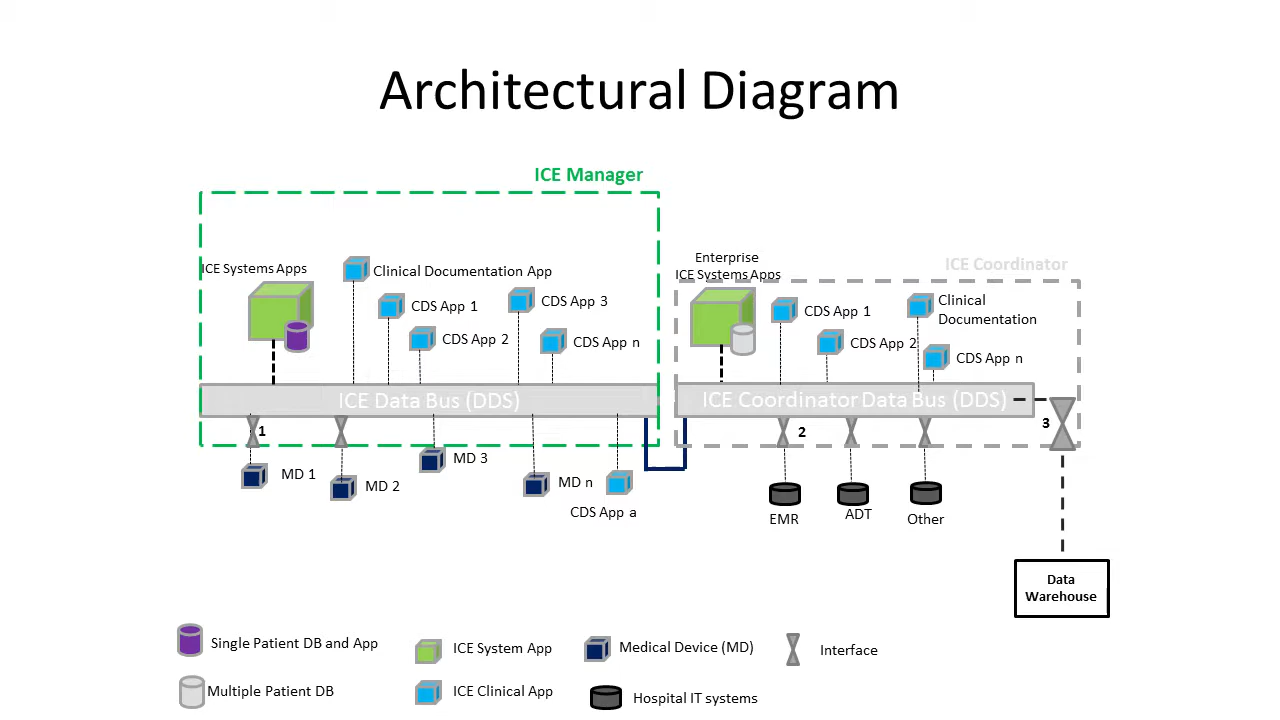 Architectural Diagram
ICE Manager
Enterprise
ICE Systems Apps
ICE Coordinator
ICE Systems Apps
Clinical Documentation App
CDS App 1
CDS App 2
CDS App 3
CDS App n
CDS App 1
CDS App 2
Clinical
Documentation
CDS App n
ICE Data Bus (DDS)
ICE Coordinator Data Bus (DDS)
1
2
3
MD 1
MD 2
MD 3
MD n
CDS App a
EMR
ADT
Other
Data
Warehouse
Single Patient DB and App
ICE System App
Medical Device (MD)
Interface
Multiple Patient DB
ICE Clinical App
Hospital IT systems